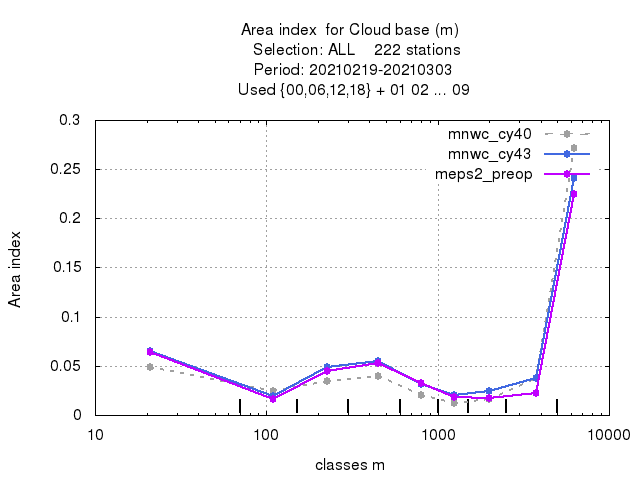 Area index  for Cloud base (m)
Selection: ALL    222 stations
Period: 20210219-20210303
Used {00,06,12,18} + 01 02 ... 09
mnwc_cy40
mnwc_cy43
meps2_preop
Area index
0.3
0.25
0.2
0.15
0.1
0.05
0
10
100
1000
10000
classes m